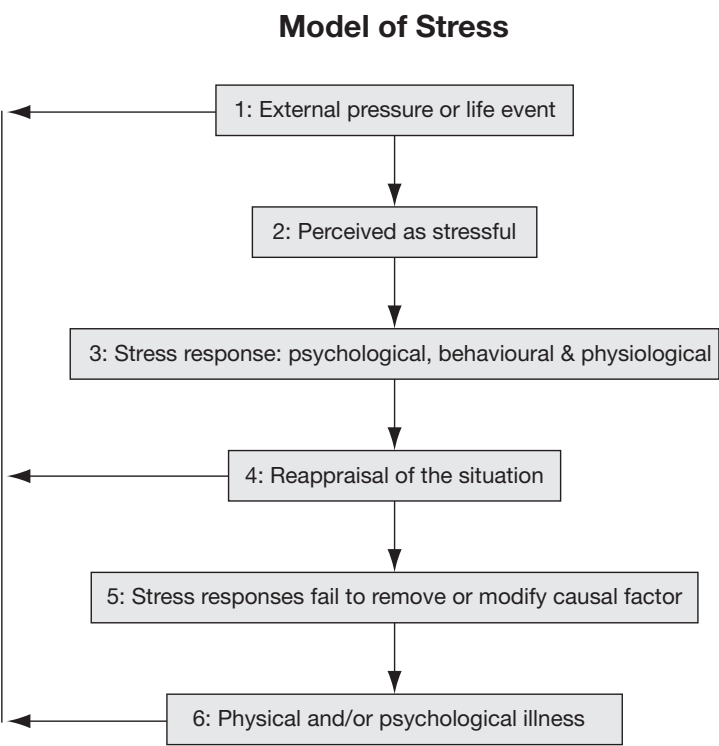 Model of Stress
1: External pressure or life event
2: Perceived as stressful
3: Stress response: psychological, behavioural & physiological
4: Reappraisal of the situation
5: Stress responses fail to remove or modify causal factor
6: Physical and/or psychological illness